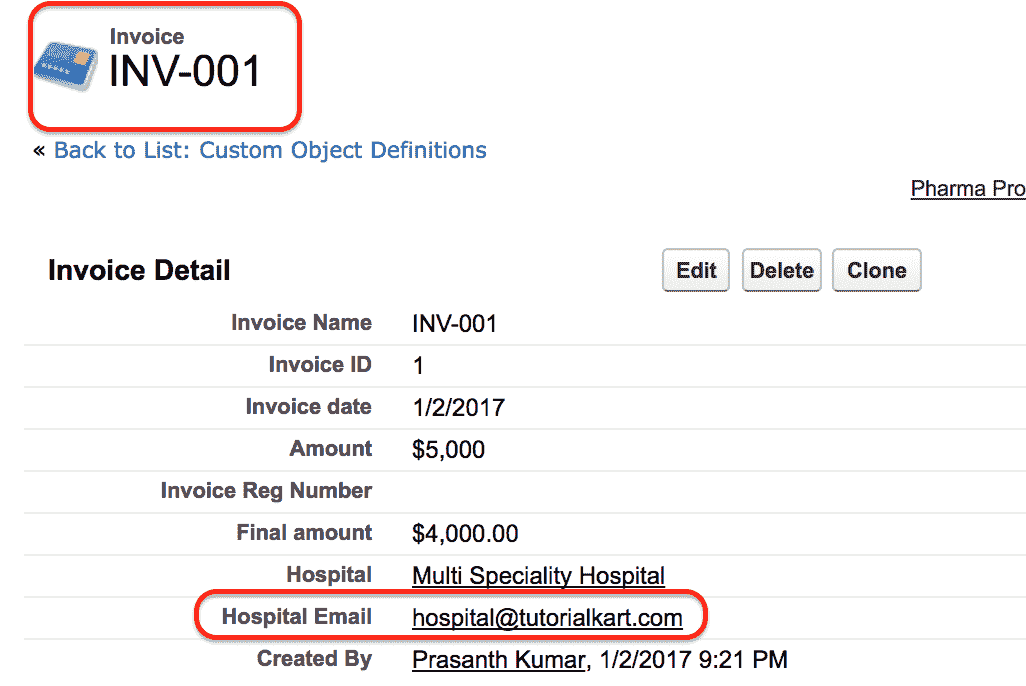 Invoice
INV-001
« Back to List: Custom Object Definitions
Pharma Pro
Invoice Detail
Edit Delete Clone
Invoice Name INV-001
Invoice ID 1
Invoice date 1/2/2017
Amount $5,000
Invoice Reg Number
Final amount $4,000.00
Hospital Multi Speciality Hospital
Hospital Email hospital@tutorialkart.com
Created By Prasanth Kumar, 1/2/2017 9:21 PM